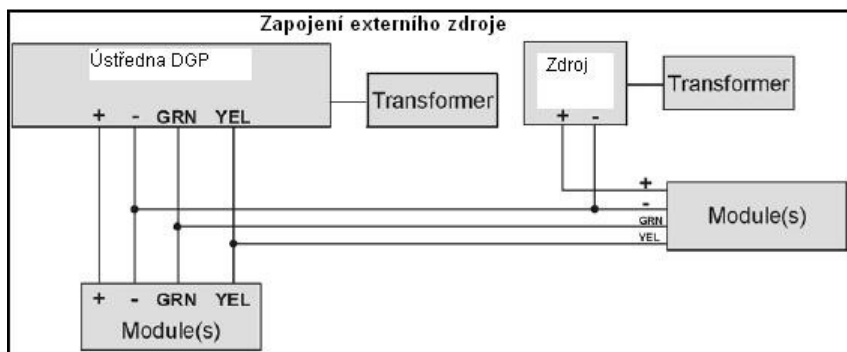 Zapojení externího zdroje
Ústředna DGP
Transformer
Zdroj
Transformer
+ - GRN YEL
+ -
+
-
GRN
YEL
Module(s)
+ - GRN YEL
Module(s)